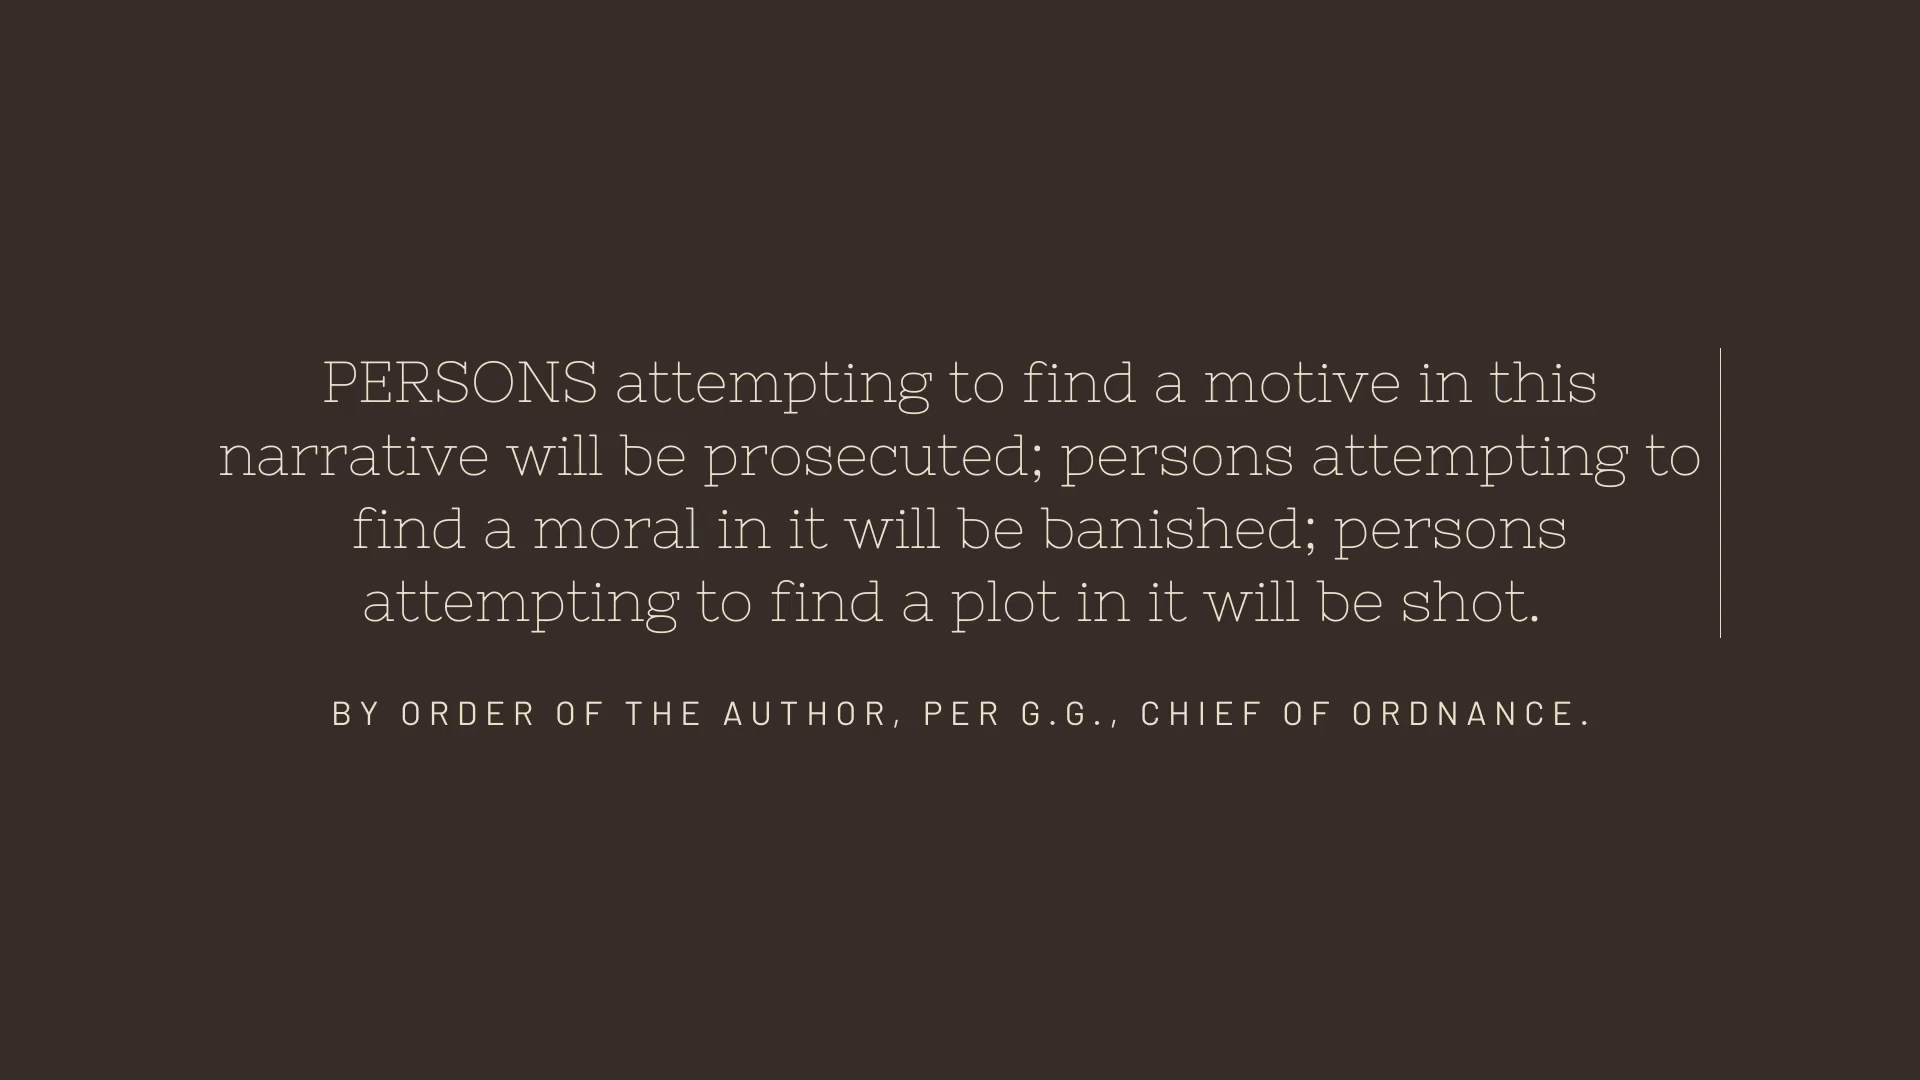 PERSONS attempting to find a motive in this
narrative will be prosecuted; persons attempting to
find a moral in it will be banished; persons
attempting to find a plot in it will be shot.
BY ORDER OF THE AUTHOR, PER G.G., CHIEF OF ORDNANCE.